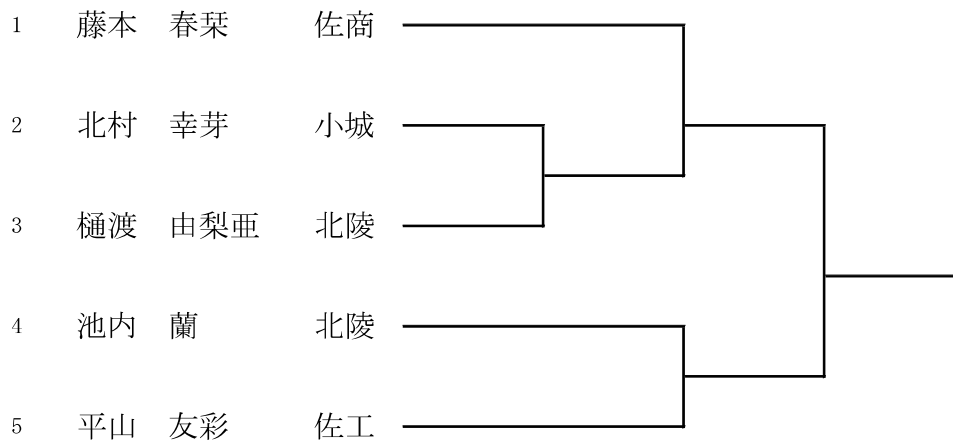 1 藤本 春栞 佐商
2 北村 幸芽 小城
3 樋渡 由梨亜 北陵
4 池内 蘭 北陵
5 平山 友彩 佐工